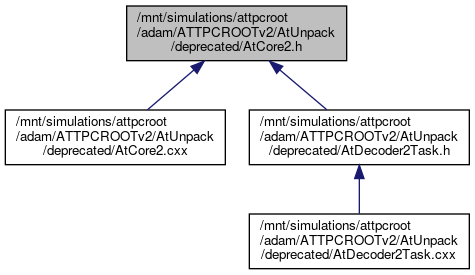 /mnt/simulations/attpcroot
/adam/ATTPCROOTv2/AtUnpack
/deprecated/AtCore2.h
/mnt/simulations/attpcroot
/adam/ATTPCROOTv2/AtUnpack
/deprecated/AtCore2.cxx
/mnt/simulations/attpcroot
/adam/ATTPCROOTv2/AtUnpack
/deprecated/AtDecoder2Task.h
/mnt/simulations/attpcroot
/adam/ATTPCROOTv2/AtUnpack
/deprecated/AtDecoder2Task.cxx